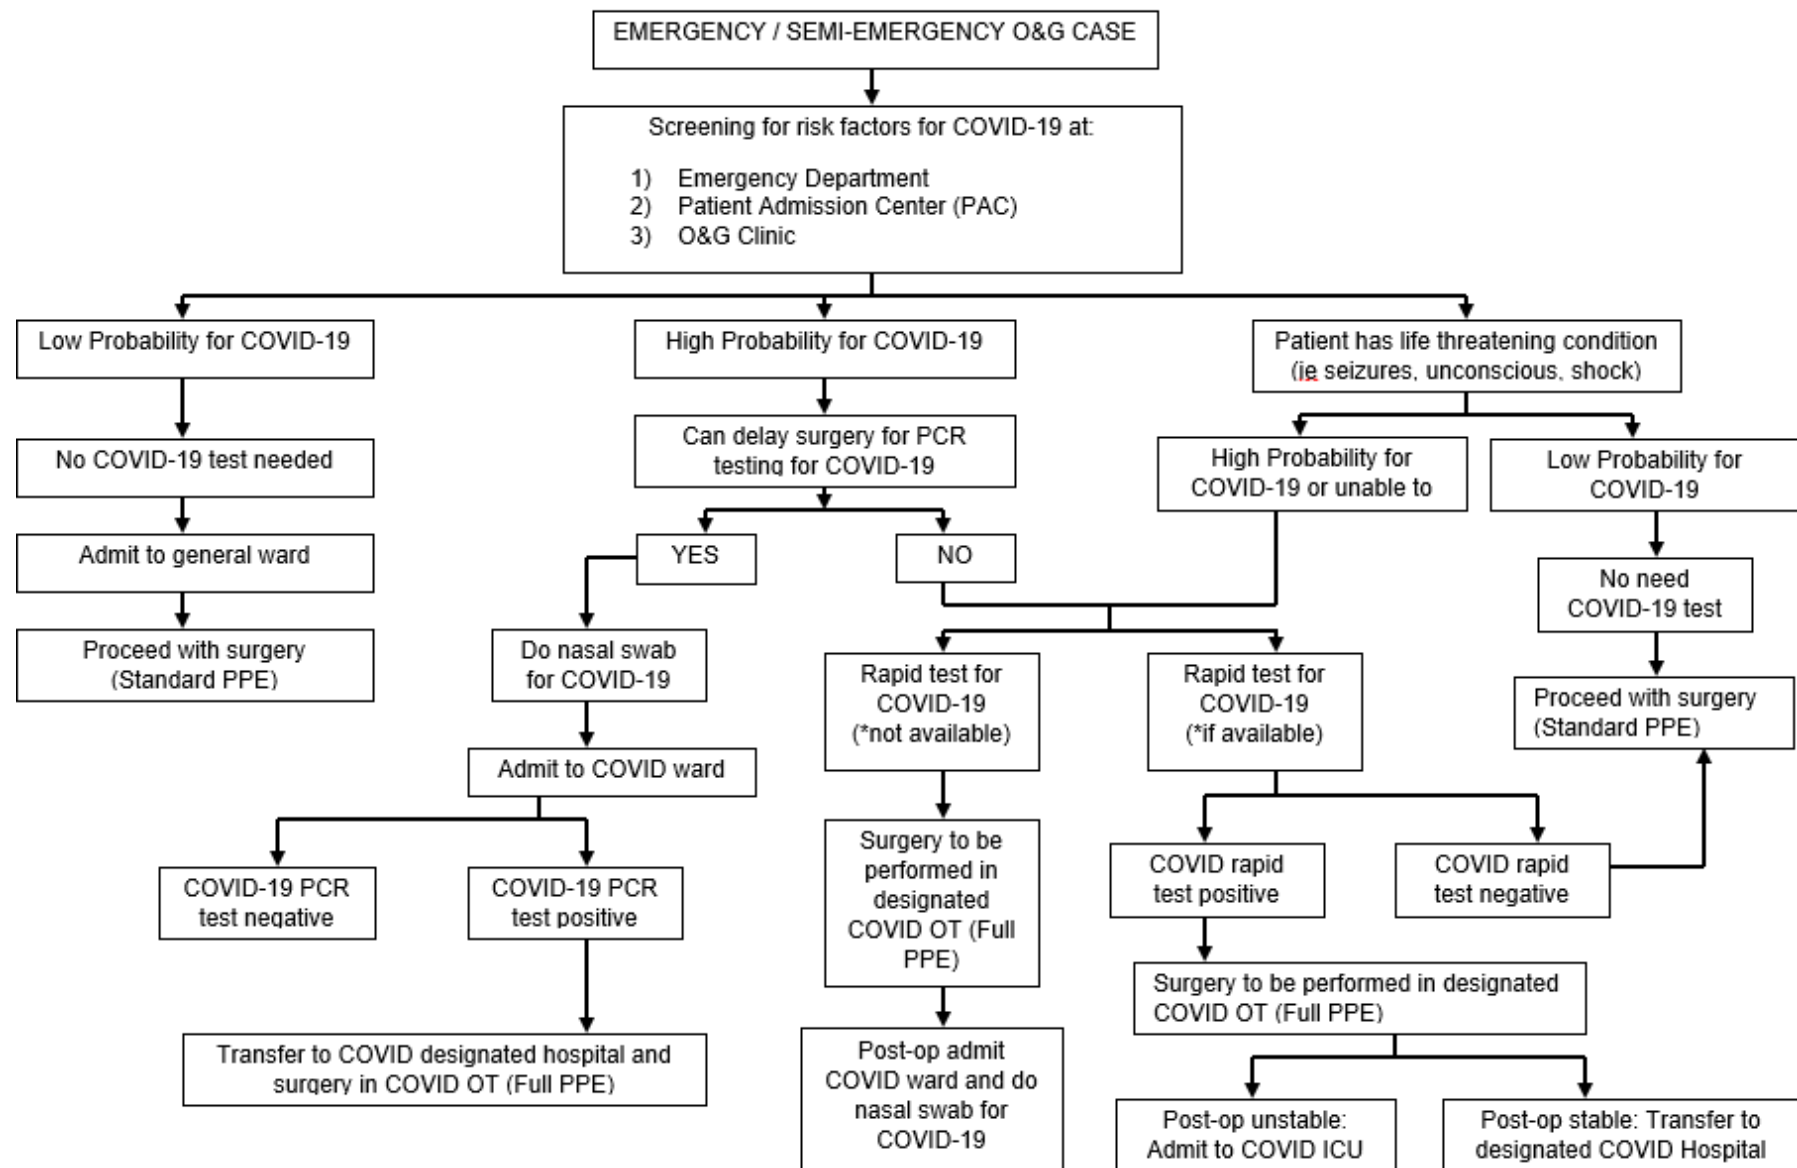 EMERGENCY / SEMI-EMERGENCY O&G CASE
Screening for risk factors for COVID-19 at:
1) Emergency Department
2) Patient Admission Center (PAC)
3) O&G Clinic
Low Probability for COVID-19
High Probability for COVID-19
Patient has life threatening condition
(ie seizures, unconscious, shock)
No COVID-19 test needed
Can delay surgery for PCR
testing for COVID-19
High Probability for
COVID-19 or unable to
Low Probability for
COVID-19
Admit to general ward
YES
NO
No need
COVID-19 test
Proceed with surgery
(Standard PPE)
Do nasal swab
for COVID-19
Rapid test for
COVID-19
(*not available)
Rapid test for
COVID-19
(*if available)
Proceed with surgery
(Standard PPE)
Admit to COVID ward
COVID-19 PCR
test negative
COVID-19 PCR
test positive
Surgery to be
performed in
designated
COVID OT (Full
PPE)
COVID rapid
test positive
COVID rapid
test negative
Surgery to be performed in designated
COVID OT (Full PPE)
Transfer to COVID designated hospital and
surgery in COVID OT (Full PPE)
Post-op admit
COVID ward and do
nasal swab for
COVID-19
Post-op unstable:
Admit to COVID ICU
Post-op stable: Transfer to
designated COVID Hospital